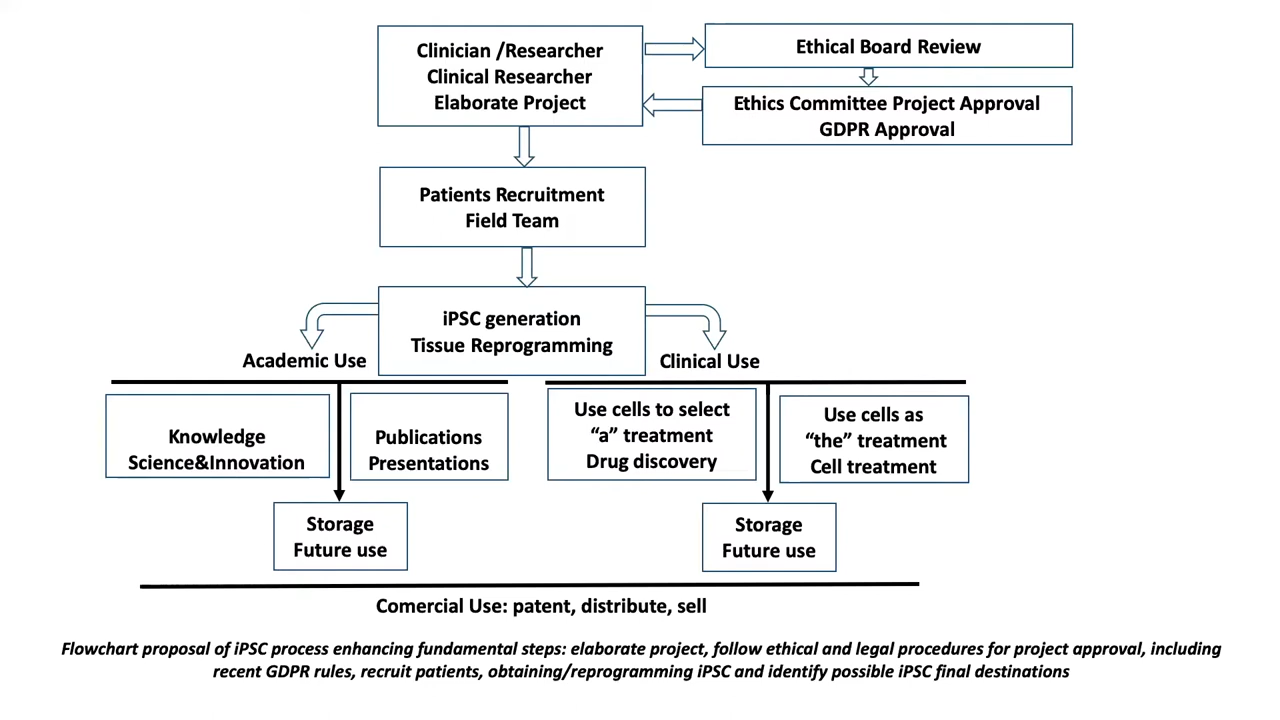 Clinician /Researcher
Clinical Researcher
Elaborate Project
Ethical Board Review
Ethics Committee Project Approval
GDPR Approval
Patients Recruitment
Field Team
iPSC generation
Tissue Reprogramming
Academic Use
Clinical Use
Knowledge
Science&Innovation
Publications
Presentations
Use cells to select
“a” treatment
Drug discovery
Use cells as
“the” treatment
Cell treatment
Storage
Future use
Storage
Future use
Comercial Use: patent, distribute, sell
Flowchart proposal of iPSC process enhancing fundamental steps: elaborate project, follow ethical and legal procedures for project approval, including
recent GDPR rules, recruit patients, obtaining/reprogramming iPSC and identify possible iPSC final destinations